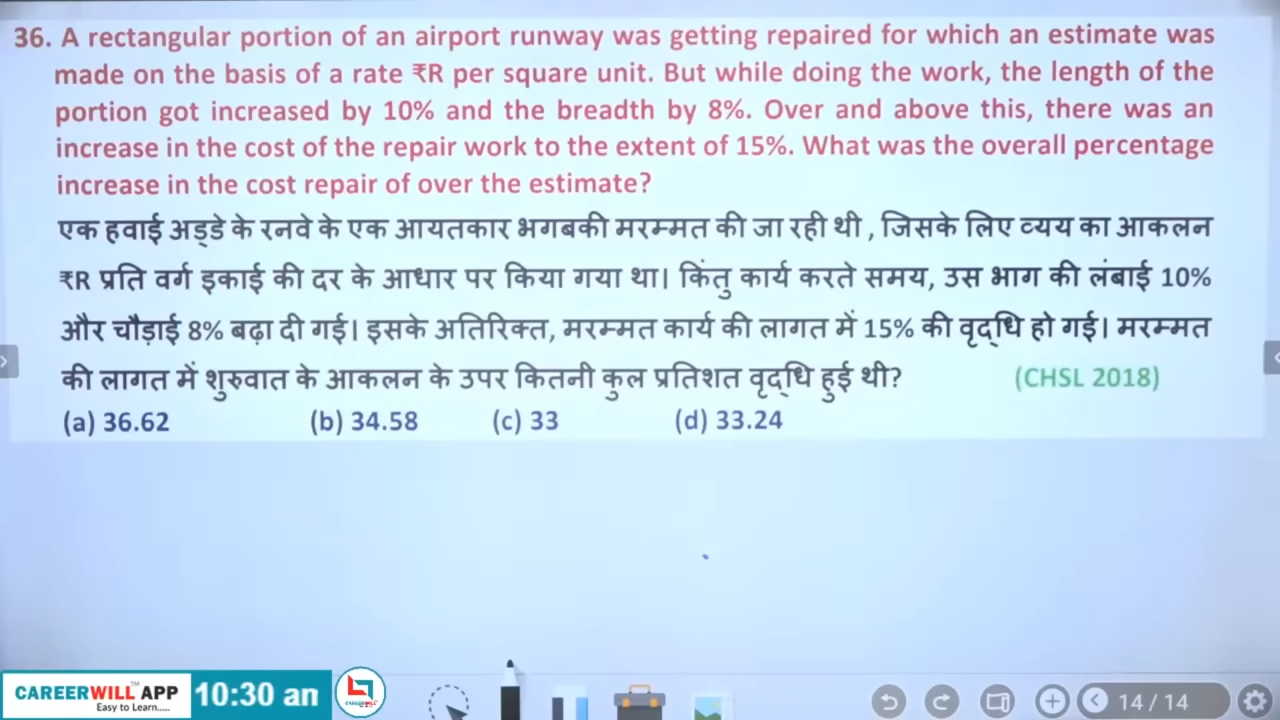 36. A rectangular portion of an airport runway was getting repaired for which an estimate was
made on the basis of a rate ₹R per square unit. But while doing the work, the length of the
portion got increased by 10% and the breadth by 8%. Over and above this, there was an
increase in the cost of the repair work to the extent of 15%. What was the overall percentage
increase in the cost repair of over the estimate?
एक हवाई अड्डे के रनवे के एक आयतकार भगबकी मरम्मत की जा रही थी , जिसके लिए व्यय का आकलन
₹R प्रति वर्ग इकाई की दर के आधार पर किया गया था। किंतु कार्य करते समय, उस भाग की लंबाई 10%
और चौड़ाई 8% बढ़ा दी गई। इसके अतिरिक्त, मरम्मत कार्य की लागत में 15% की वृद्धि हो गई। मरम्मत
की लागत में शुरुवात के आकलन के उपर कितनी कुल प्रतिशत वृद्धि हुई थी? (CHSL 2018)
(a) 36.62 (b) 34.58 (c) 33 (d) 33.24
CAREERWILL™ APP
Easy to Learn.....
10:30 an
CAREERWILL
14 / 14